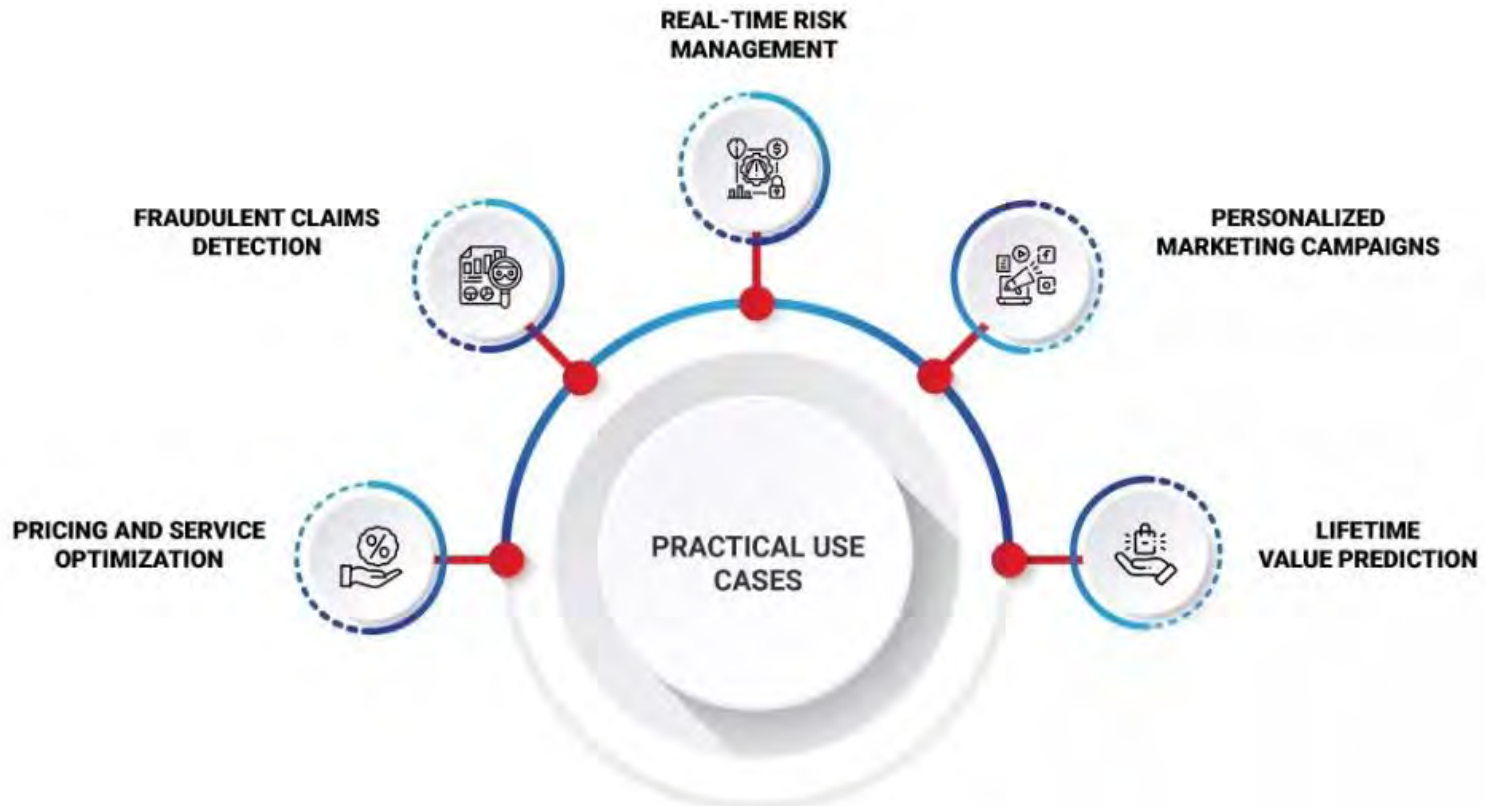 REAL-TIME RISK
MANAGEMENT
FRAUDULENT CLAIMS
DETECTION
PERSONALIZED
MARKETING CAMPAIGNS
PRICING AND SERVICE
OPTIMIZATION
PRACTICAL USE
CASES
LIFETIME
VALUE PREDICTION